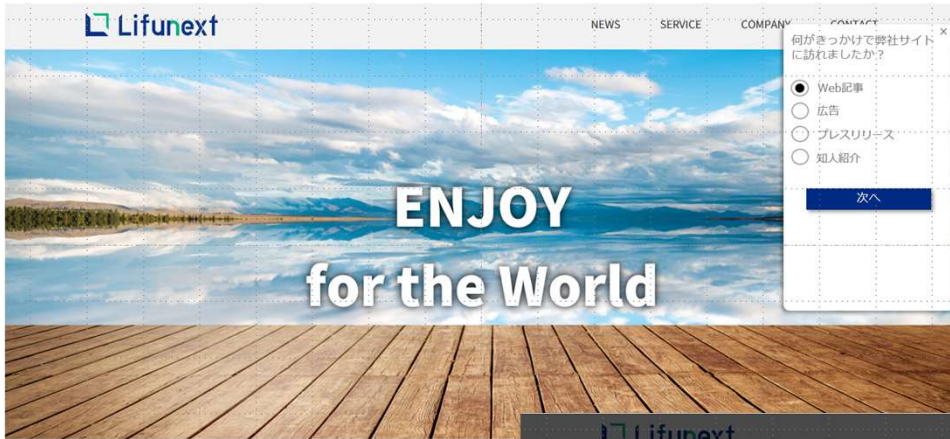 Lifunext
NEWS SERVICE COMPANY CONTACT
何がきっかけで弊社サイト
に訪れましたか？
×
Web記事
広告
プレスリリース
知人紹介
次へ
ENJOY
for the World
Lifunext